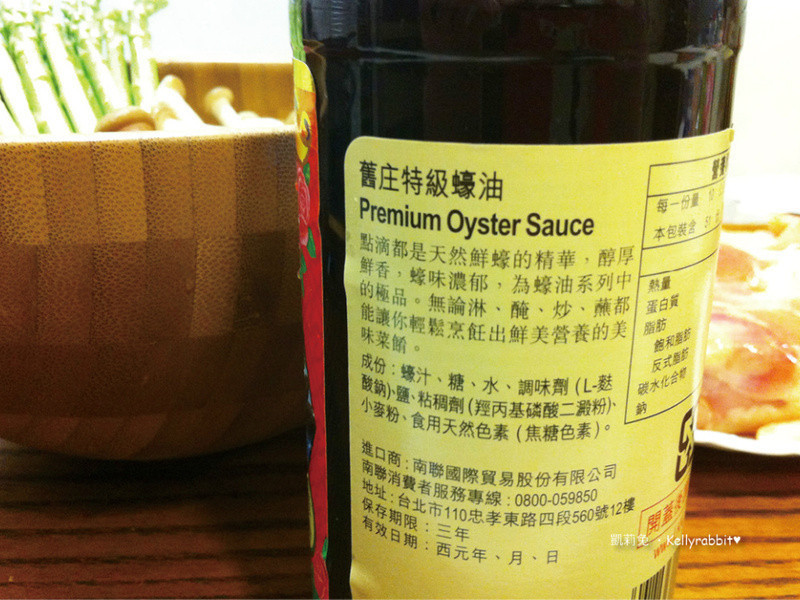 舊庄特級蠔油
Premium Oyster Sauce
點滴都是天然鮮蠔的精華，醇厚
鮮香，蠔味濃郁，為蠔油系列中
的極品。無論淋、醃、炒、蘸都
能讓你輕鬆烹飪出鮮美營養的美
味菜餚。
成份：蠔汁、糖、水、調味劑 (L-麩
酸鈉)、鹽、粘稠劑 (羥丙基磷酸二澱粉)、
小麥粉、食用天然色素 (焦糖色素)。
進口商：南聯國際貿易股份有限公司
南聯消費者服務專線：0800-059850
地址：台北市110忠孝東路四段560號12樓
保存期限：三年
有效日期：西元年、月、日
營養
每一份量 10
本包裝含 51
熱量
蛋白質
脂肪
飽和脂肪
反式脂肪
碳水化合物
鈉
開蓋後
凱莉兔、Kellyrabbit♥